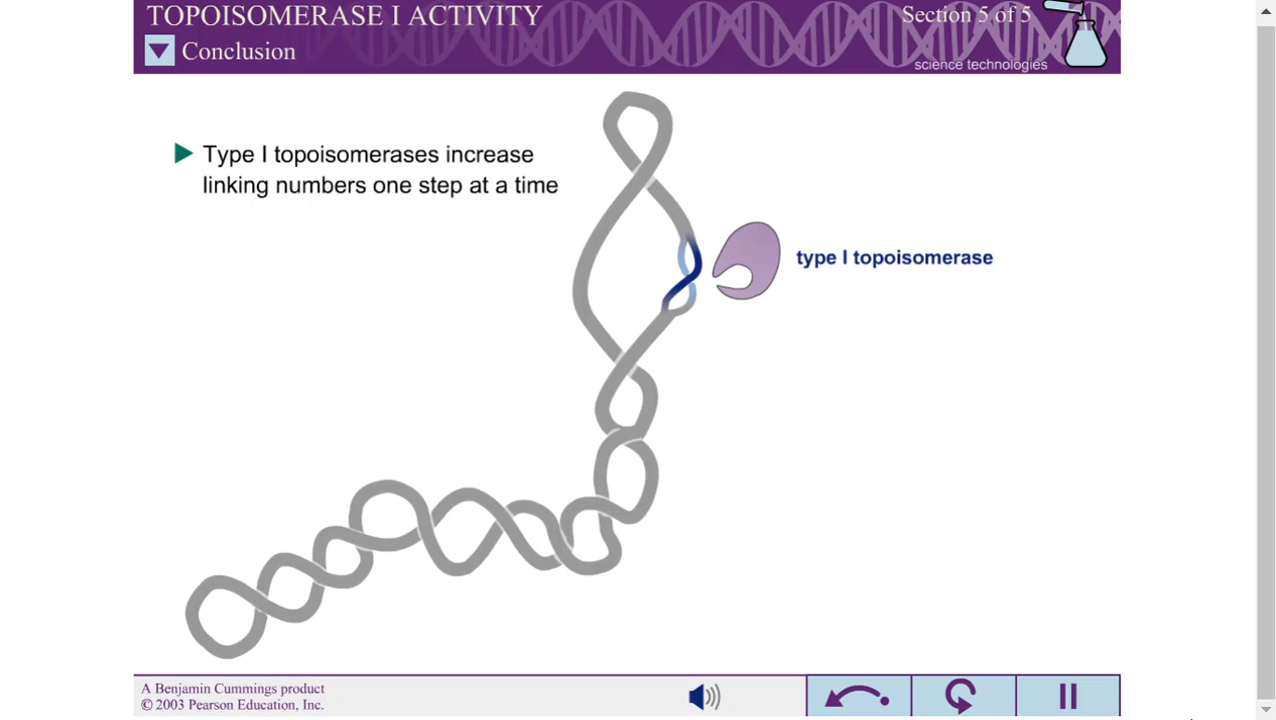 TOPOISOMERASE I ACTIVITY
Section 5 of 5
Conclusion
science technologies
Type I topoisomerases increase
linking numbers one step at a time
type I topoisomerase
A Benjamin Cummings product
© 2003 Pearson Education, Inc.